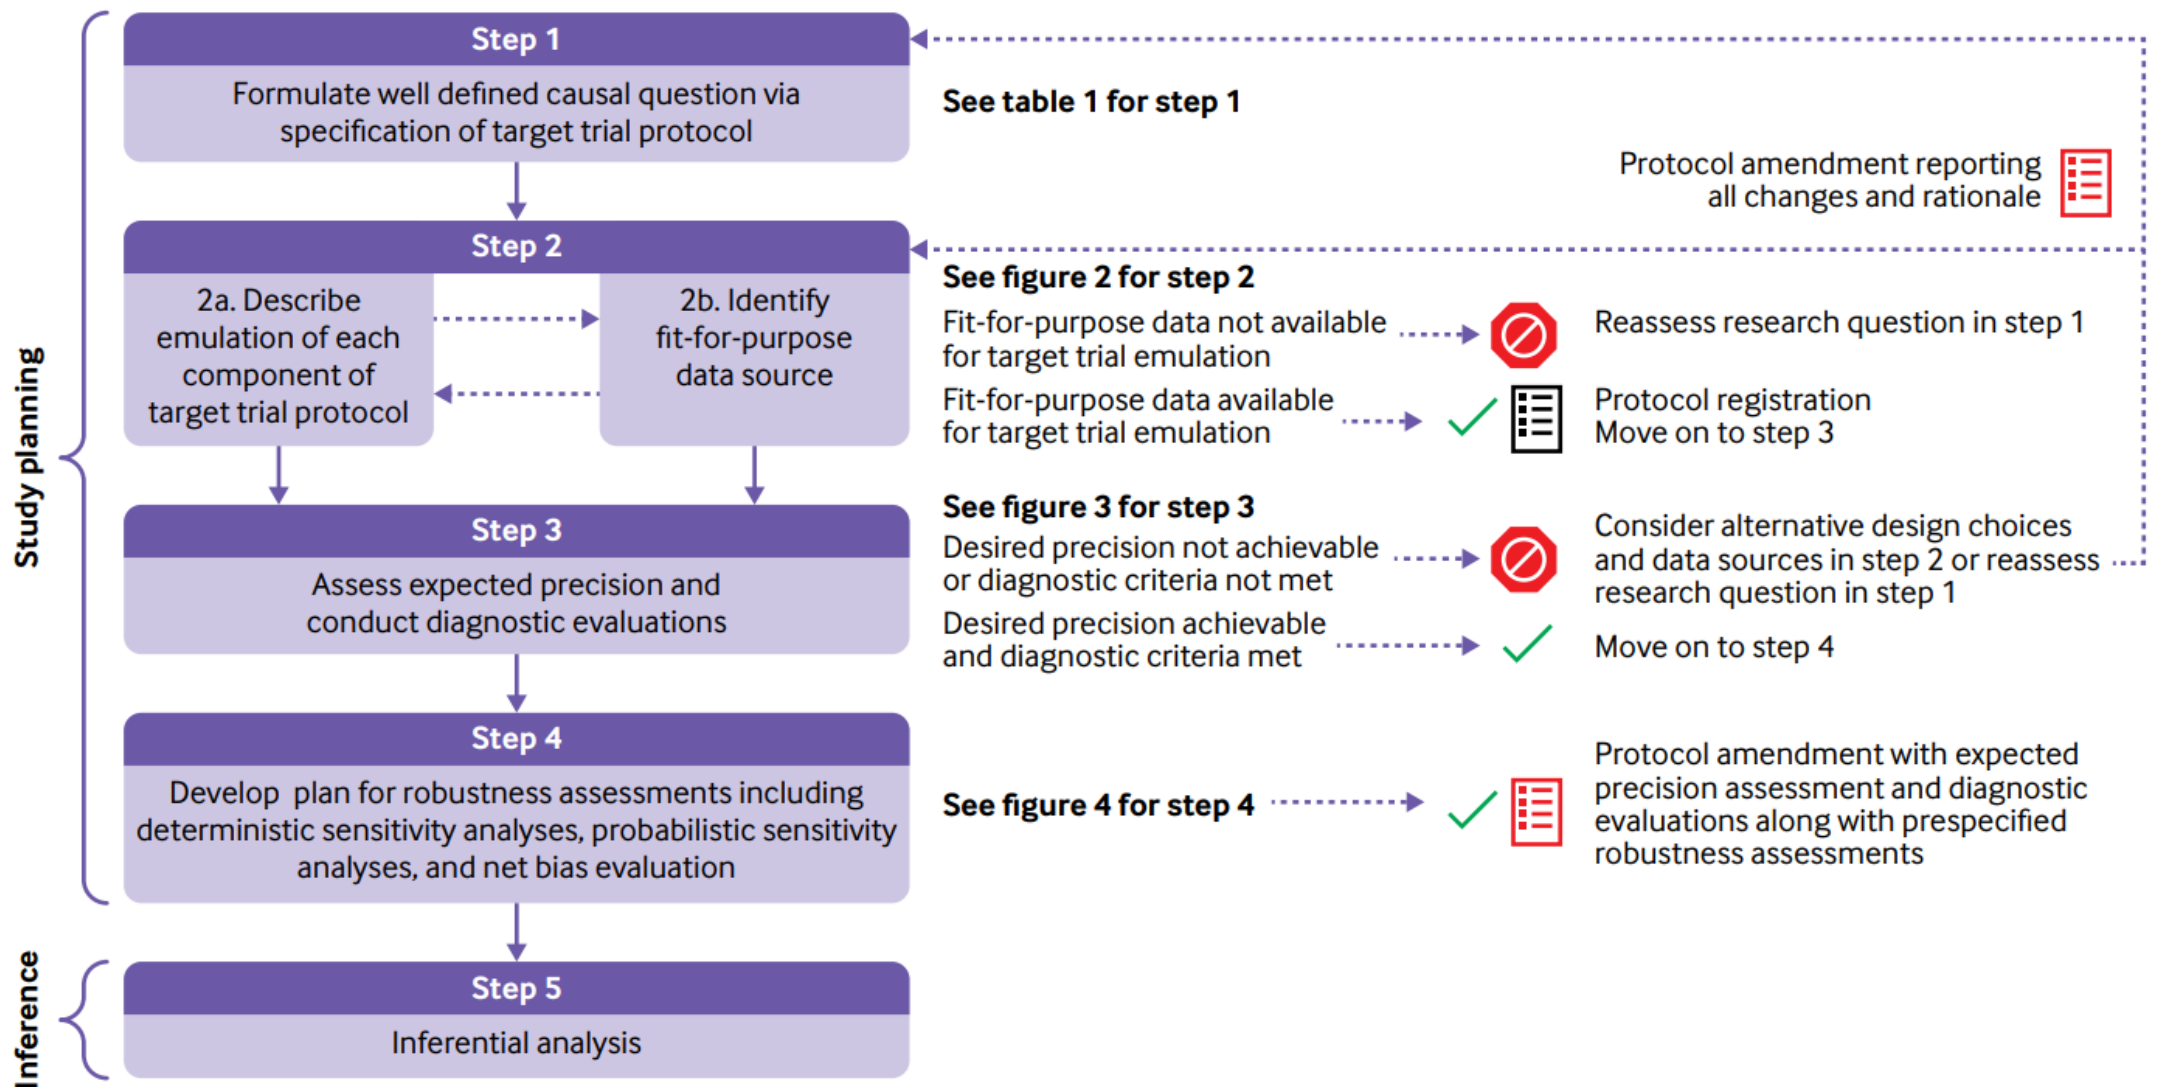 Study planning
Step 1
Formulate well defined causal question via
specification of target trial protocol
See table 1 for step 1
Protocol amendment reporting
all changes and rationale
Step 2
2a. Describe
emulation of each
component of
target trial protocol
2b. Identify
fit-for-purpose
data source
See figure 2 for step 2
Fit-for-purpose data not available
for target trial emulation
Reassess research question in step 1
Fit-for-purpose data available
for target trial emulation
Protocol registration
Move on to step 3
Step 3
Assess expected precision and
conduct diagnostic evaluations
See figure 3 for step 3
Desired precision not achievable
or diagnostic criteria not met
Consider alternative design choices
and data sources in step 2 or reassess
research question in step 1
Desired precision achievable
and diagnostic criteria met
Move on to step 4
Step 4
Develop plan for robustness assessments including
deterministic sensitivity analyses, probabilistic sensitivity
analyses, and net bias evaluation
See figure 4 for step 4
Protocol amendment with expected
precision assessment and diagnostic
evaluations along with prespecified
robustness assessments
Inference
Step 5
Inferential analysis